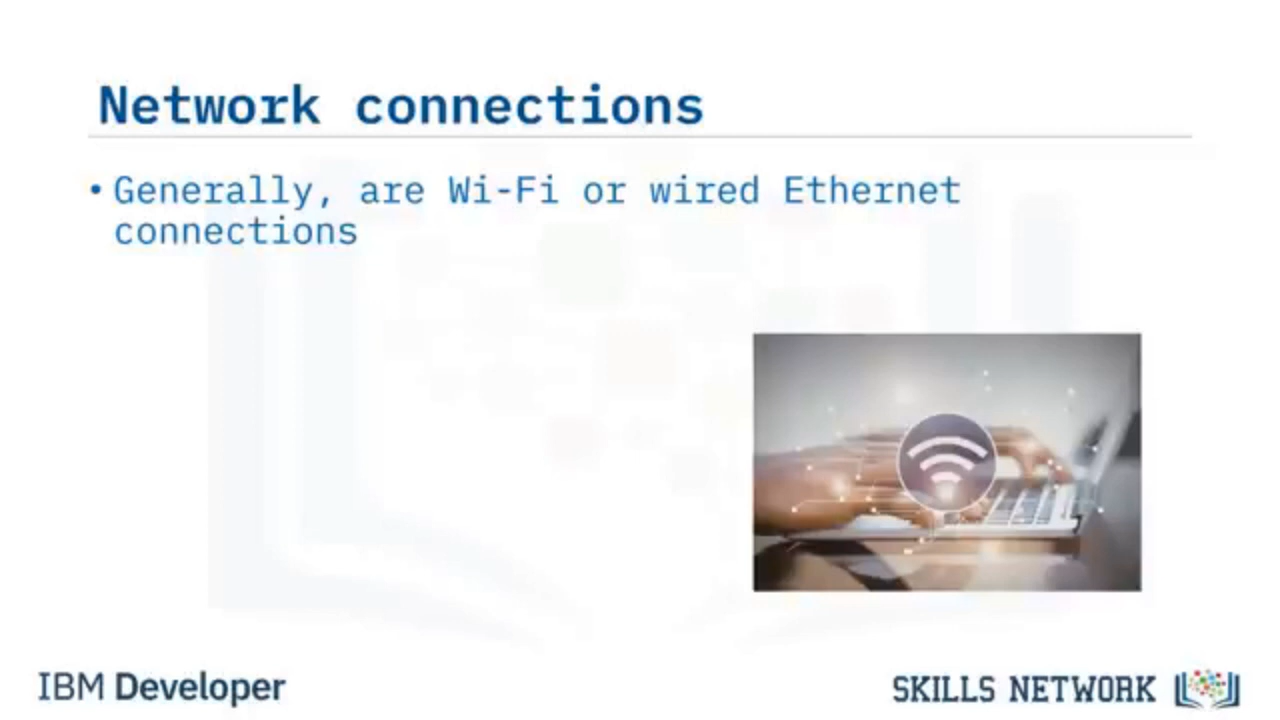 Network connections
• Generally, are Wi-Fi or wired Ethernet
connections
IBM Developer
SKILLS NETWORK